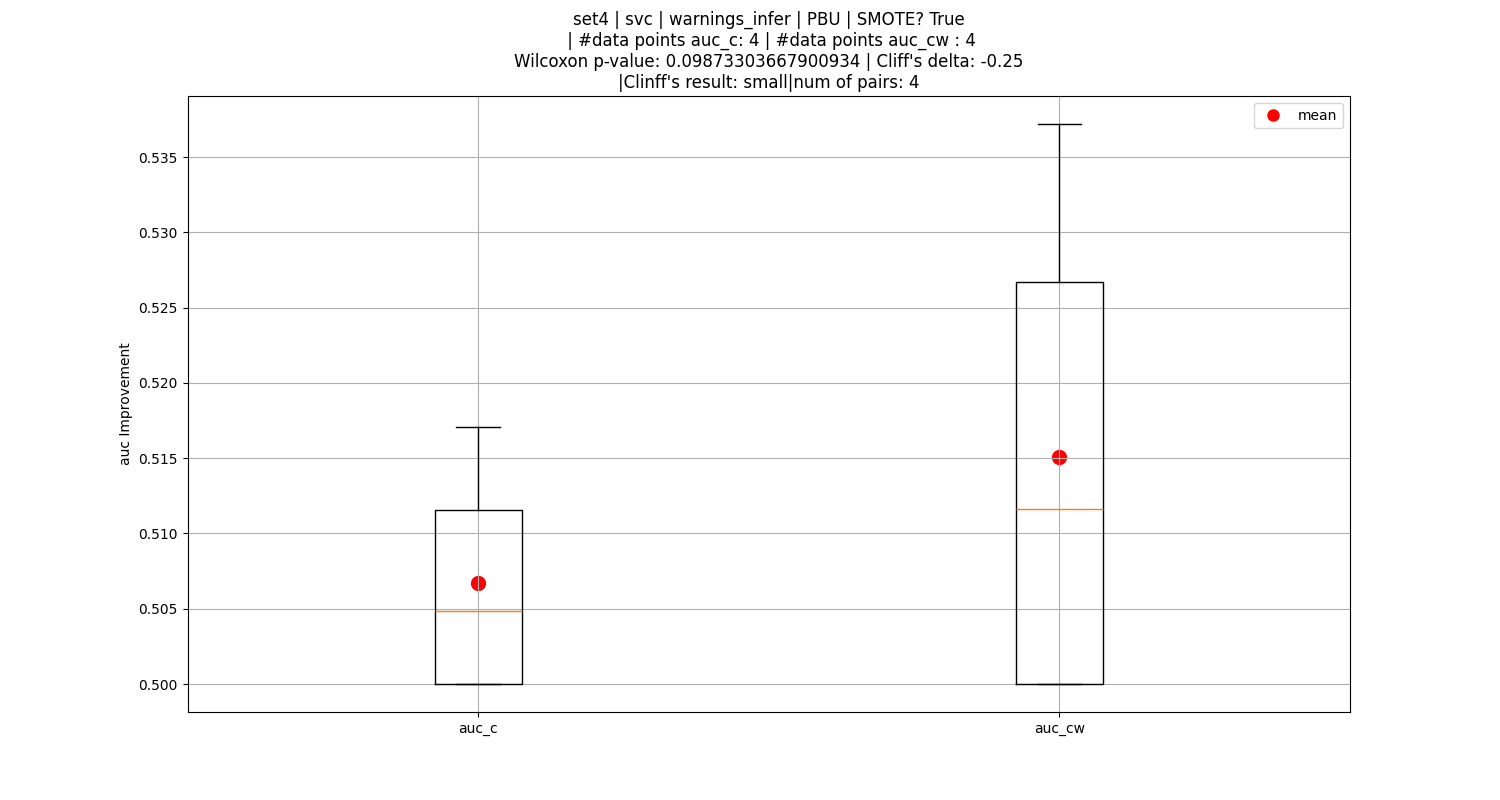 set4 | svc | warnings_infer | PBU | SMOTE? True
| #data points auc_c: 4 | #data points auc_cw : 4
Wilcoxon p-value: 0.09873303667900934 | Cliff's delta: -0.25
|Clinff's result: small|num of pairs: 4
mean
0.535
0.530
0.525
0.520
0.515
0.510
0.505
0.500
auc Improvement
auc_c
auc_cw